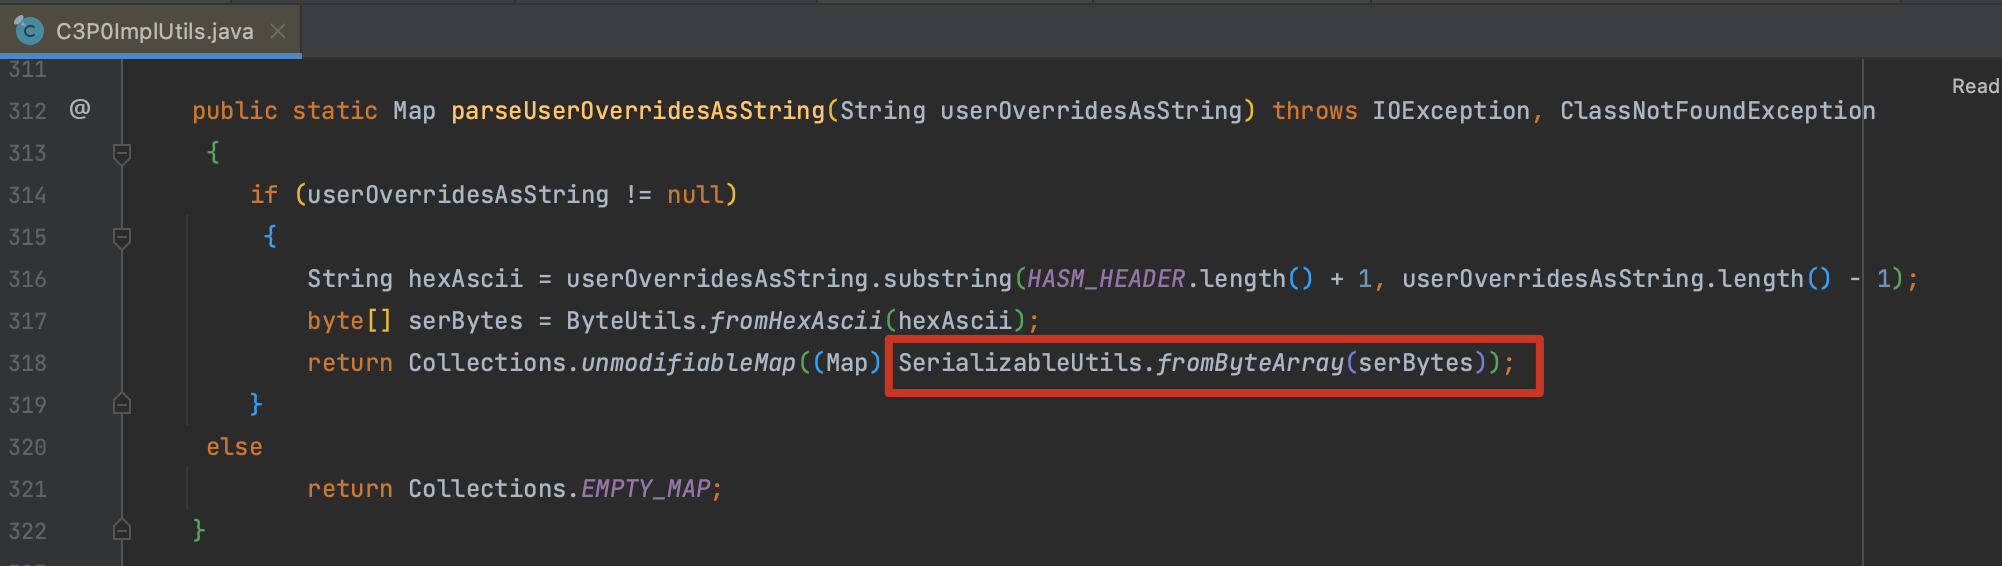 C3P0ImplUtils.java
311
Read
312 @ public static Map parseUserOverridesAsString(String userOverridesAsString) throws IOException, ClassNotFoundException
313 {
314 if (userOverridesAsString != null)
315 {
316 String hexAscii = userOverridesAsString.substring(HASM_HEADER.length() + 1, userOverridesAsString.length() - 1);
317 byte[] serBytes = ByteUtils.fromHexAscii(hexAscii);
318 return Collections.unmodifiableMap((Map) SerializableUtils.fromByteArray(serBytes));
319 }
320 else
321 return Collections.EMPTY_MAP;
322 }